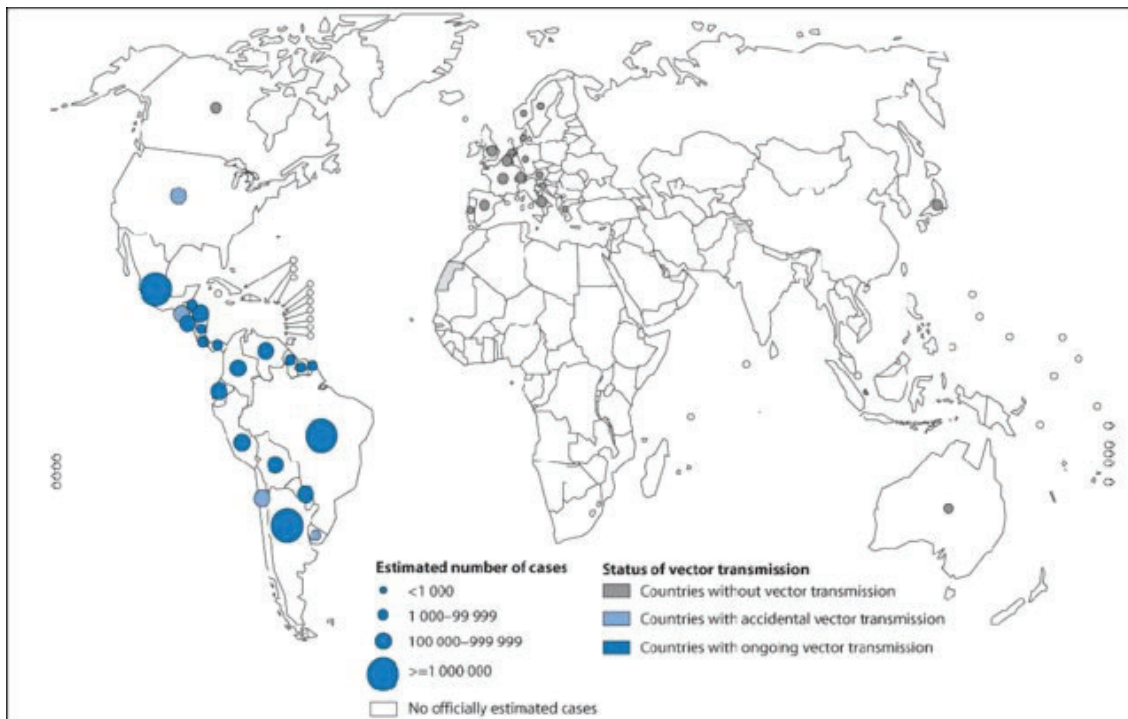 Estimated number of cases
<1 000
1 000–99 999
100 000–999 999
>=1 000 000
No officially estimated cases
Status of vector transmission
Countries without vector transmission
Countries with accidental vector transmission
Countries with ongoing vector transmission